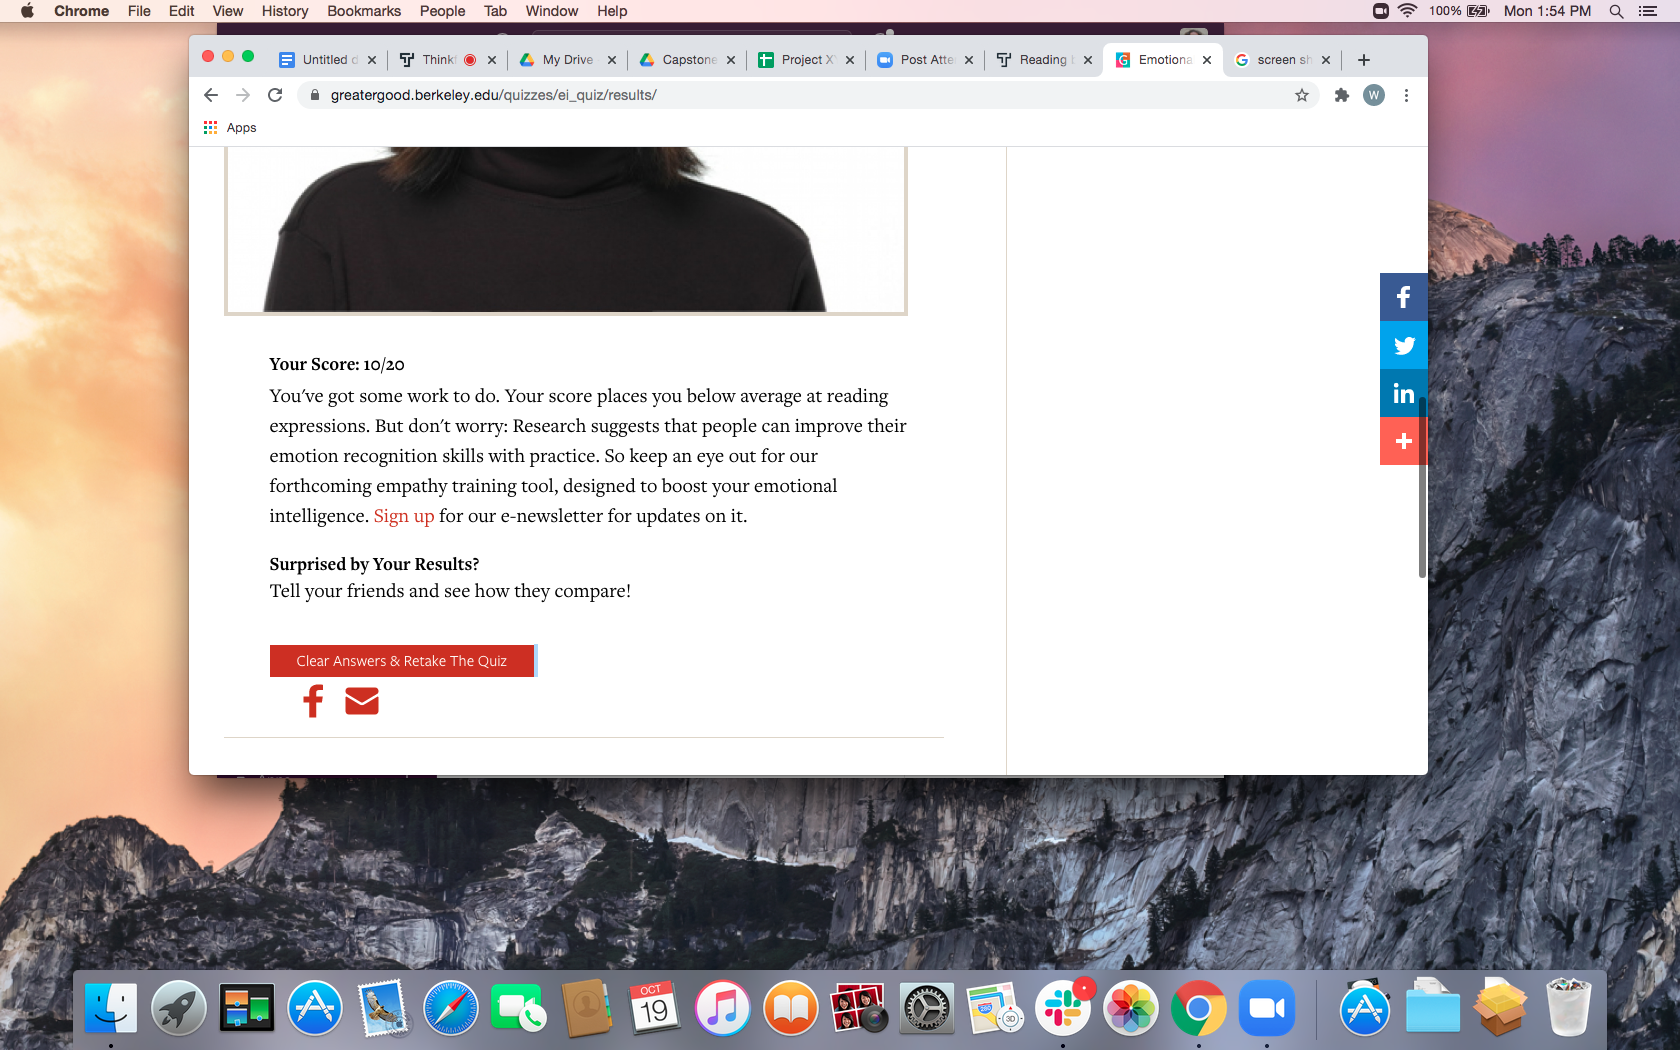 Chrome File Edit View History Bookmarks People Tab Window Help 100% Mon 1:54 PM
Untitled d Think My Drive Capstone Project X Post Atte Reading Emotiona screen sh
greatergood.berkeley.edu/quizzes/ei_quiz/results/ W
Apps
Your Score: 10/20
You've got some work to do. Your score places you below average at reading
expressions. But don't worry: Research suggests that people can improve their
emotion recognition skills with practice. So keep an eye out for our
forthcoming empathy training tool, designed to boost your emotional
intelligence. Sign up for our e-newsletter for updates on it.
Surprised by Your Results?
Tell your friends and see how they compare!
Clear Answers & Retake The Quiz
in
OCT
19
3D